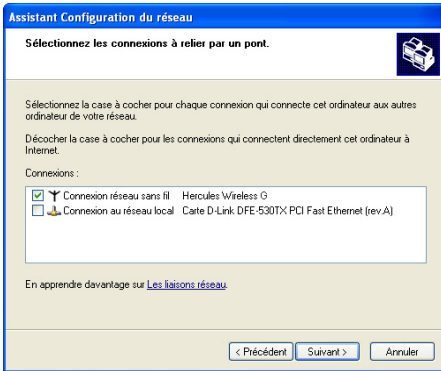 Assistant Configuration du réseau
Sélectionnez les connexions à relier par un pont.
Sélectionnez la case à cocher pour chaque connexion qui connecte cet ordinateur aux autres
ordinateur de votre réseau.
Décocher la case à cocher pour les connexions qui connectent directement cet ordinateur à
Internet.
Connexions :
Connexion réseau sans fil Hercules Wireless G
Connexion au réseau local Carte D-Link DFE-530TX PCI Fast Ethernet (rev.A)
En apprendre davantage sur Les liaisons réseau.
< Précédent Suivant > Annuler